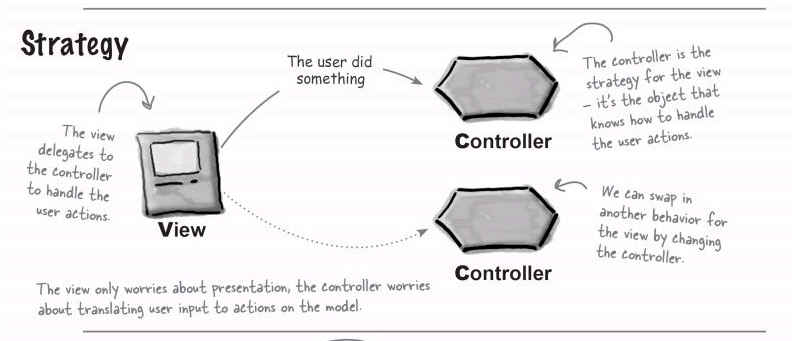 Strategy
The user did
something
The controller is the
strategy for the view
– it's the object that
knows how to handle
the user actions.
Controller
The view
delegates to
the controller
to handle the
user actions.
View
We can swap in
another behavior for
the view by changing
the controller.
Controller
The view only worries about presentation, the controller worries
about translating user input to actions on the model.